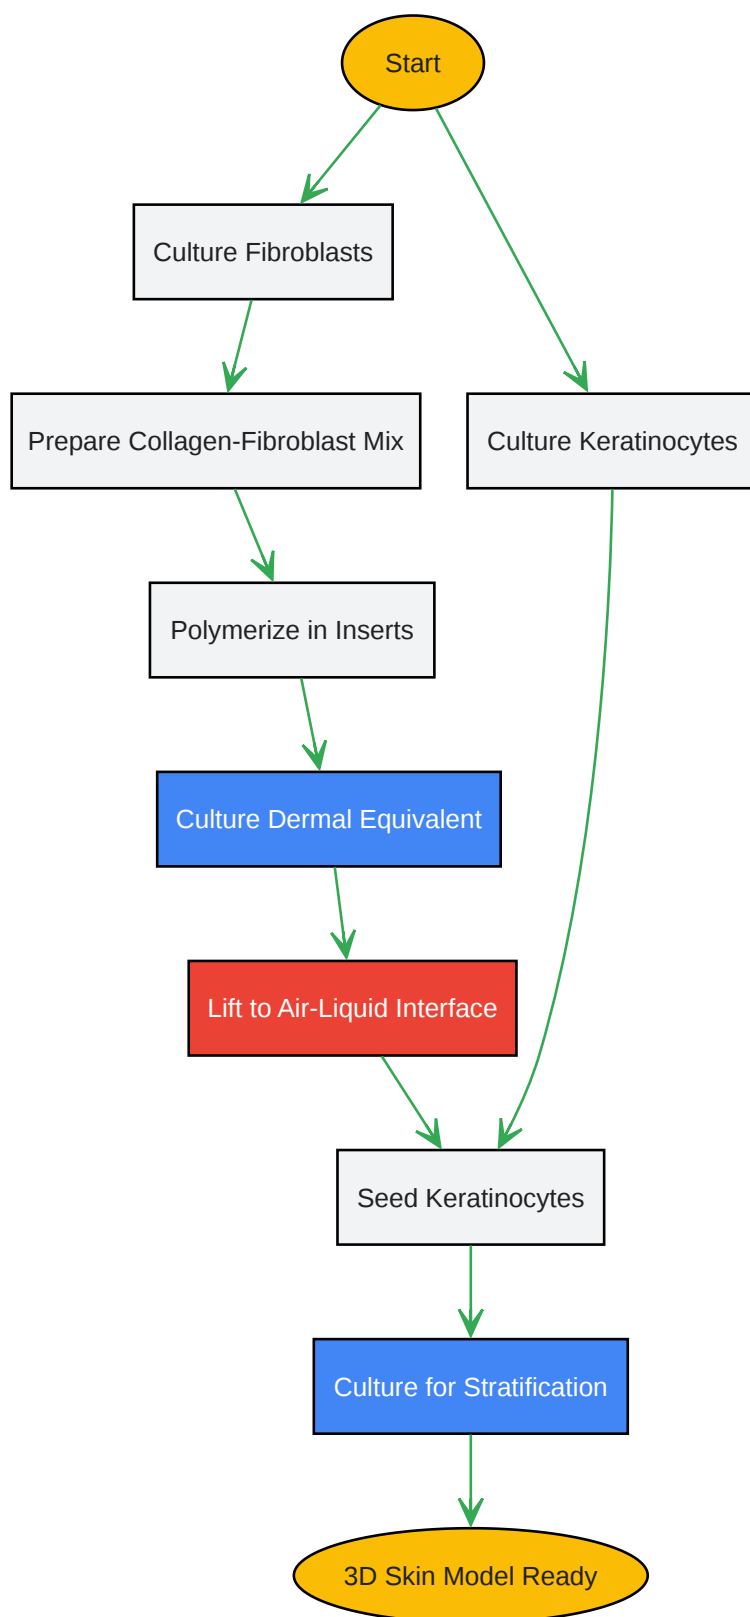 Start
Culture Fibroblasts
Prepare Collagen-Fibroblast Mix
Culture Keratinocytes
Polymerize in Inserts
Culture Dermal Equivalent
Lift to Air-Liquid Interface
Seed Keratinocytes
Culture for Stratification
3D Skin Model Ready